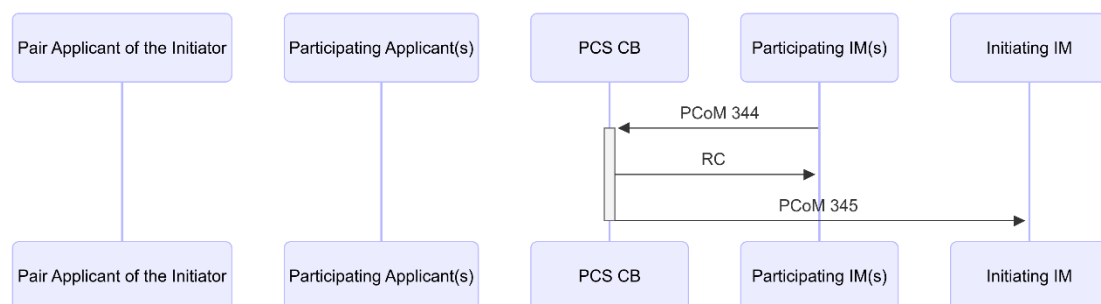 Pair Applicant of the Initiator
Participating Applicant(s)
PCS CB
Participating IM(s)
Initiating IM
PCoM 344
RC
PCoM 345
Pair Applicant of the Initiator
Participating Applicant(s)
PCS CB
Participating IM(s)
Initiating IM